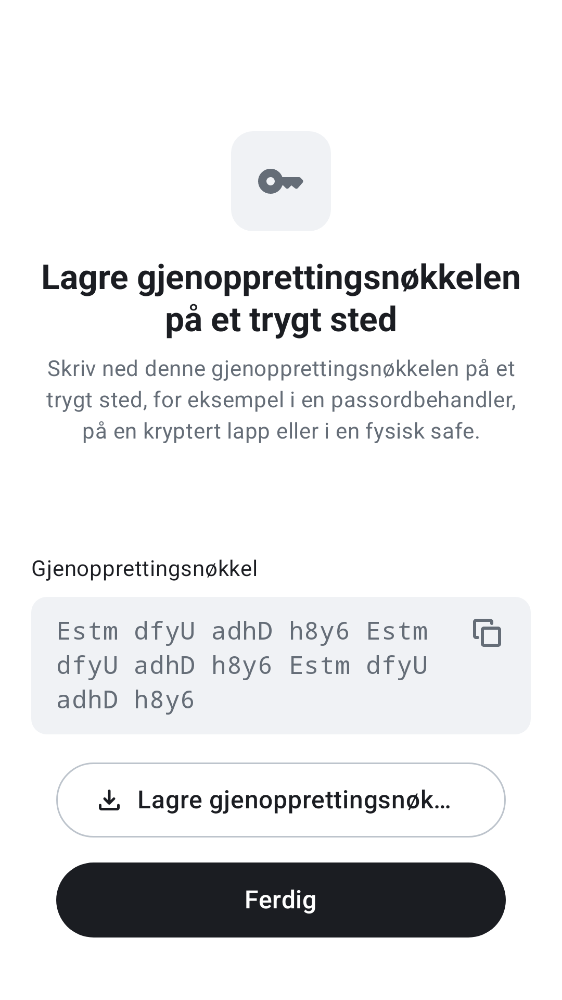 Lagre gjenopprettingsnøkkelen
på et trygt sted
Skriv ned denne gjenopprettingsnøkkelen på et
trygt sted, for eksempel i en passordbehandler,
på en kryptert lapp eller i en fysisk safe.
Gjenopprettingsnøkkel
Estm dfyU adhD h8y6 Estm
dfyU adhD h8y6 Estm dfyU
adhD h8y6
Lagre gjenopprettingsnøk…
Ferdig